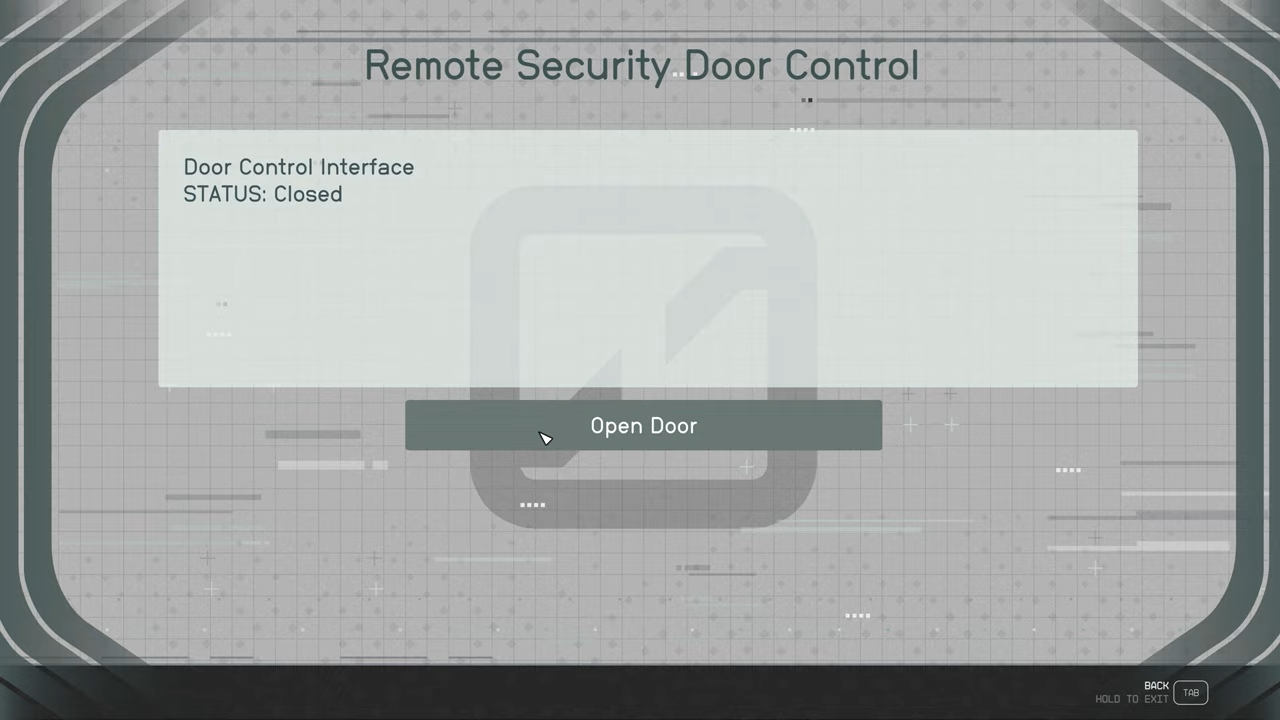 Remote Security Door Control
Door Control Interface
STATUS: Closed
Open Door
BACK
HOLD TO EXIT
TAB